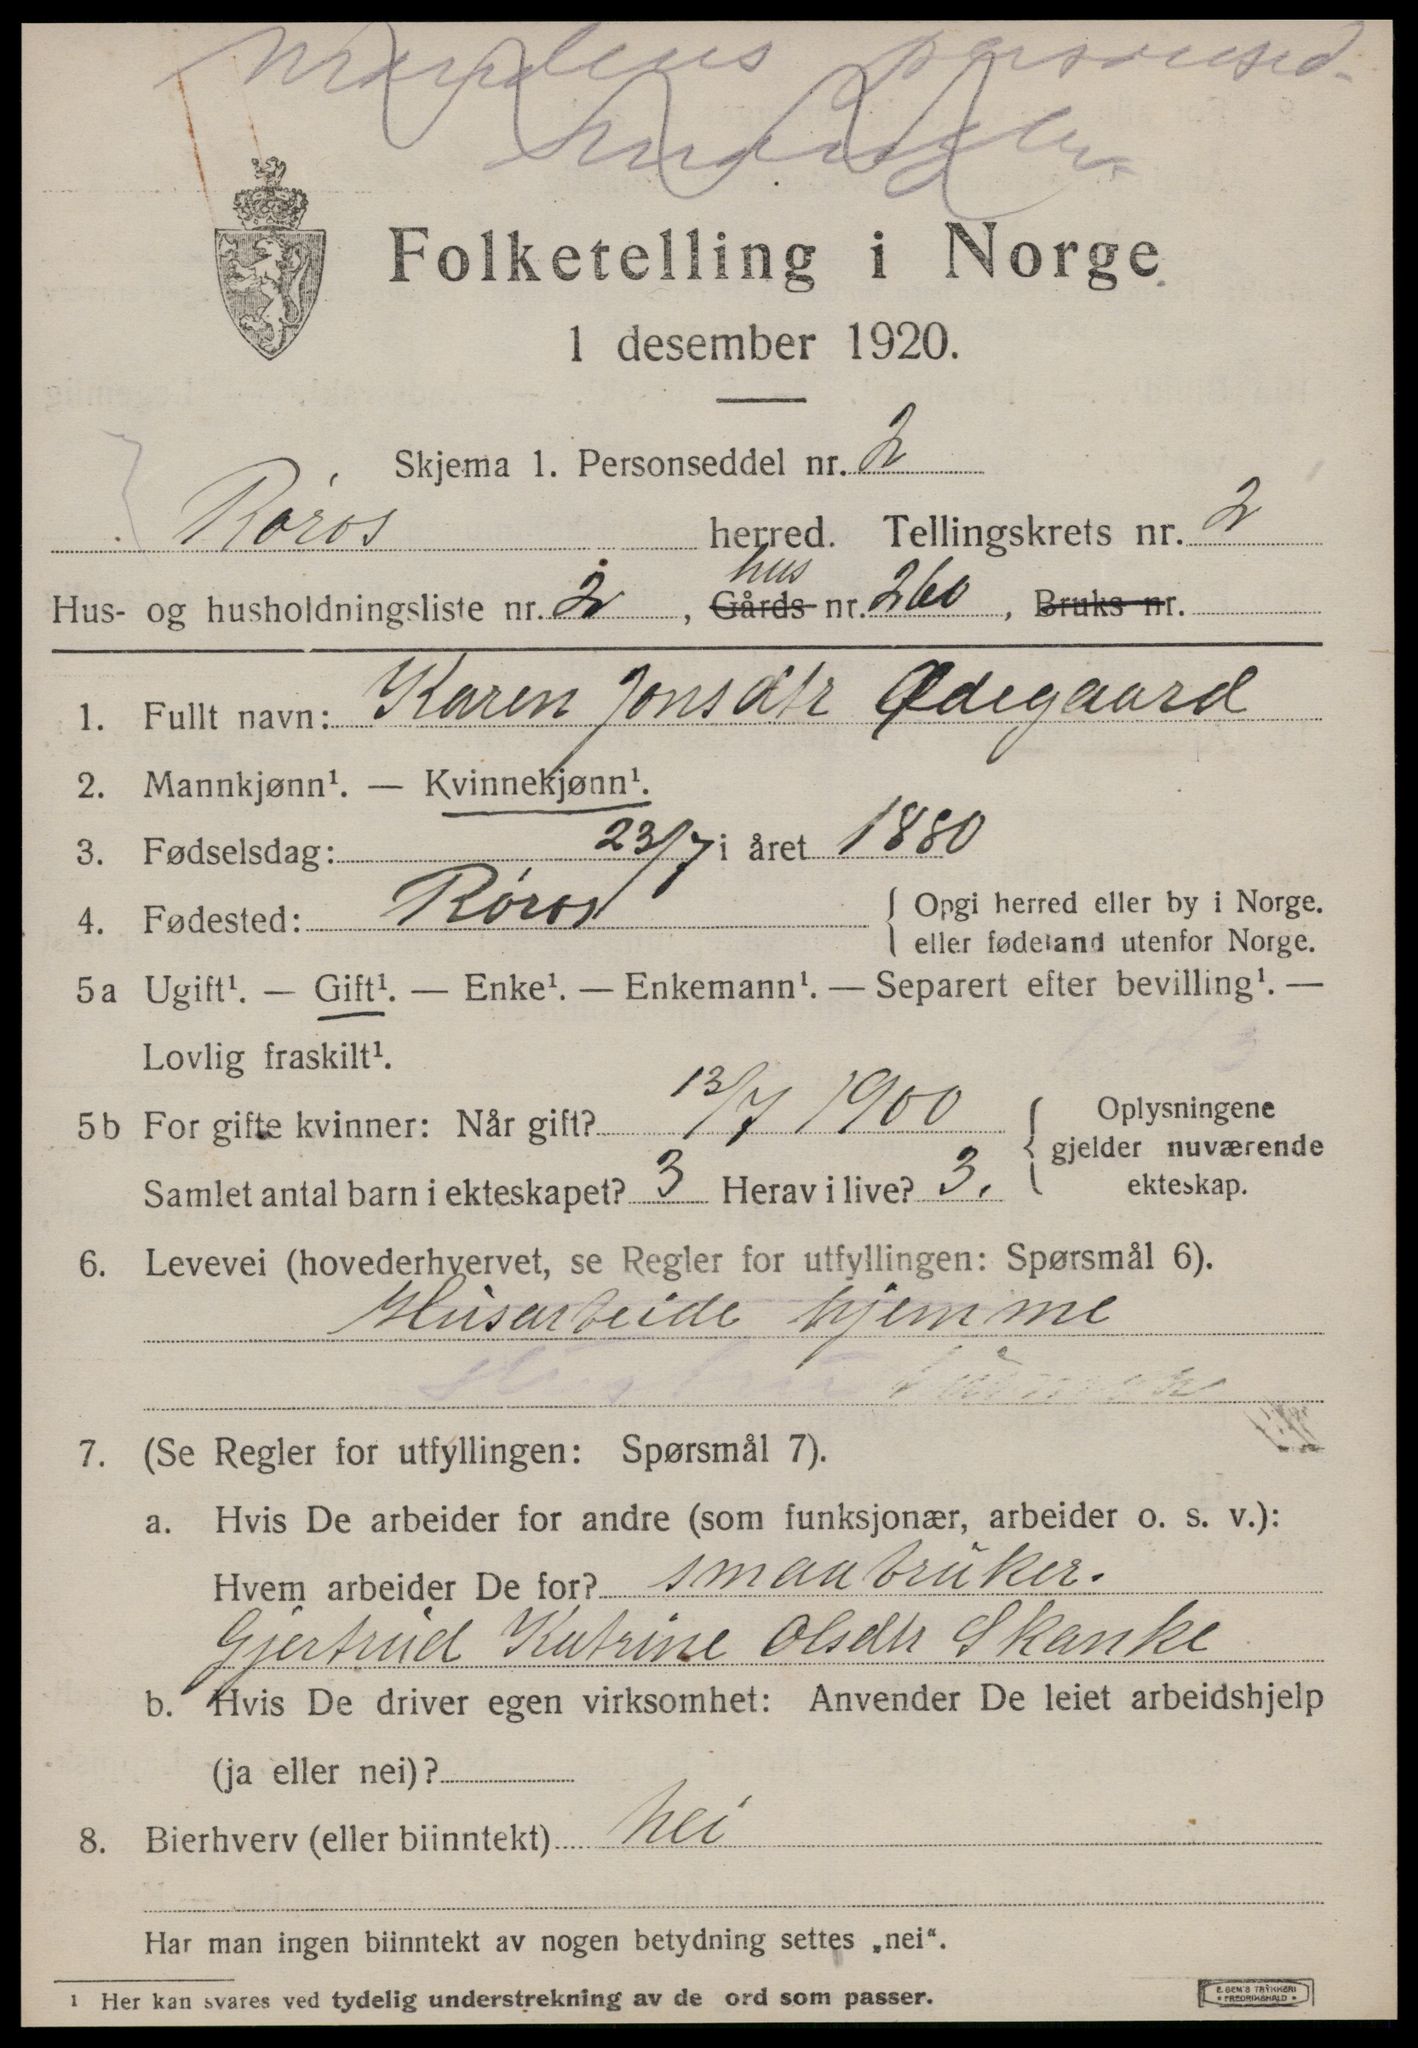 personsed-
Folketelling i Norge
1 desember 1920.
Skjema 1. Personseddel nr. 2
Røros herred. Tellingskrets nr. 2
hus
Hus- og husholdningsliste nr. 2, Gårds- nr. 260, Bruks-nr.
1. Fullt navn: Karen Jonsdtr Ødegaard
2. Mannkjønn¹. — Kvinnekjønn¹.
3. Fødselsdag: 23/7 i året 1880
4. Fødested: Røros { Opgi herred eller by i Norge.
eller fødeland utenfor Norge.
5a Ugift¹. — Gift¹. — Enke¹. — Enkemann¹. — Separert efter bevilling¹. —
Lovlig fraskilt¹.
5b For gifte kvinner: Når gift? 13/7 1900 { Oplysningene
gjelder nuværende
Samlet antal barn i ekteskapet? 3 Herav i live? 3.
ekteskap.
6. Levevei (hovederhvervet, se Regler for utfyllingen: Spørsmål 6).
Husarbeide hjemme
7. (Se Regler for utfyllingen: Spørsmål 7).
a. Hvis De arbeider for andre (som funksjonær, arbeider o. s. v.):
Hvem arbeider De for? smaabruker.
Gjertrud Katrine Olsdtr Skanke
b. Hvis De driver egen virksomhet: Anvender De leiet arbeidshjelp
(ja eller nei)?
8. Bierhverv (eller biinntekt) nei
Har man ingen biinntekt av nogen betydning settes „nei“.
1 Her kan svares ved tydelig understrekning av de ord som passer.
E. SEM'S TRYKKERI
FREDRIKSHALD